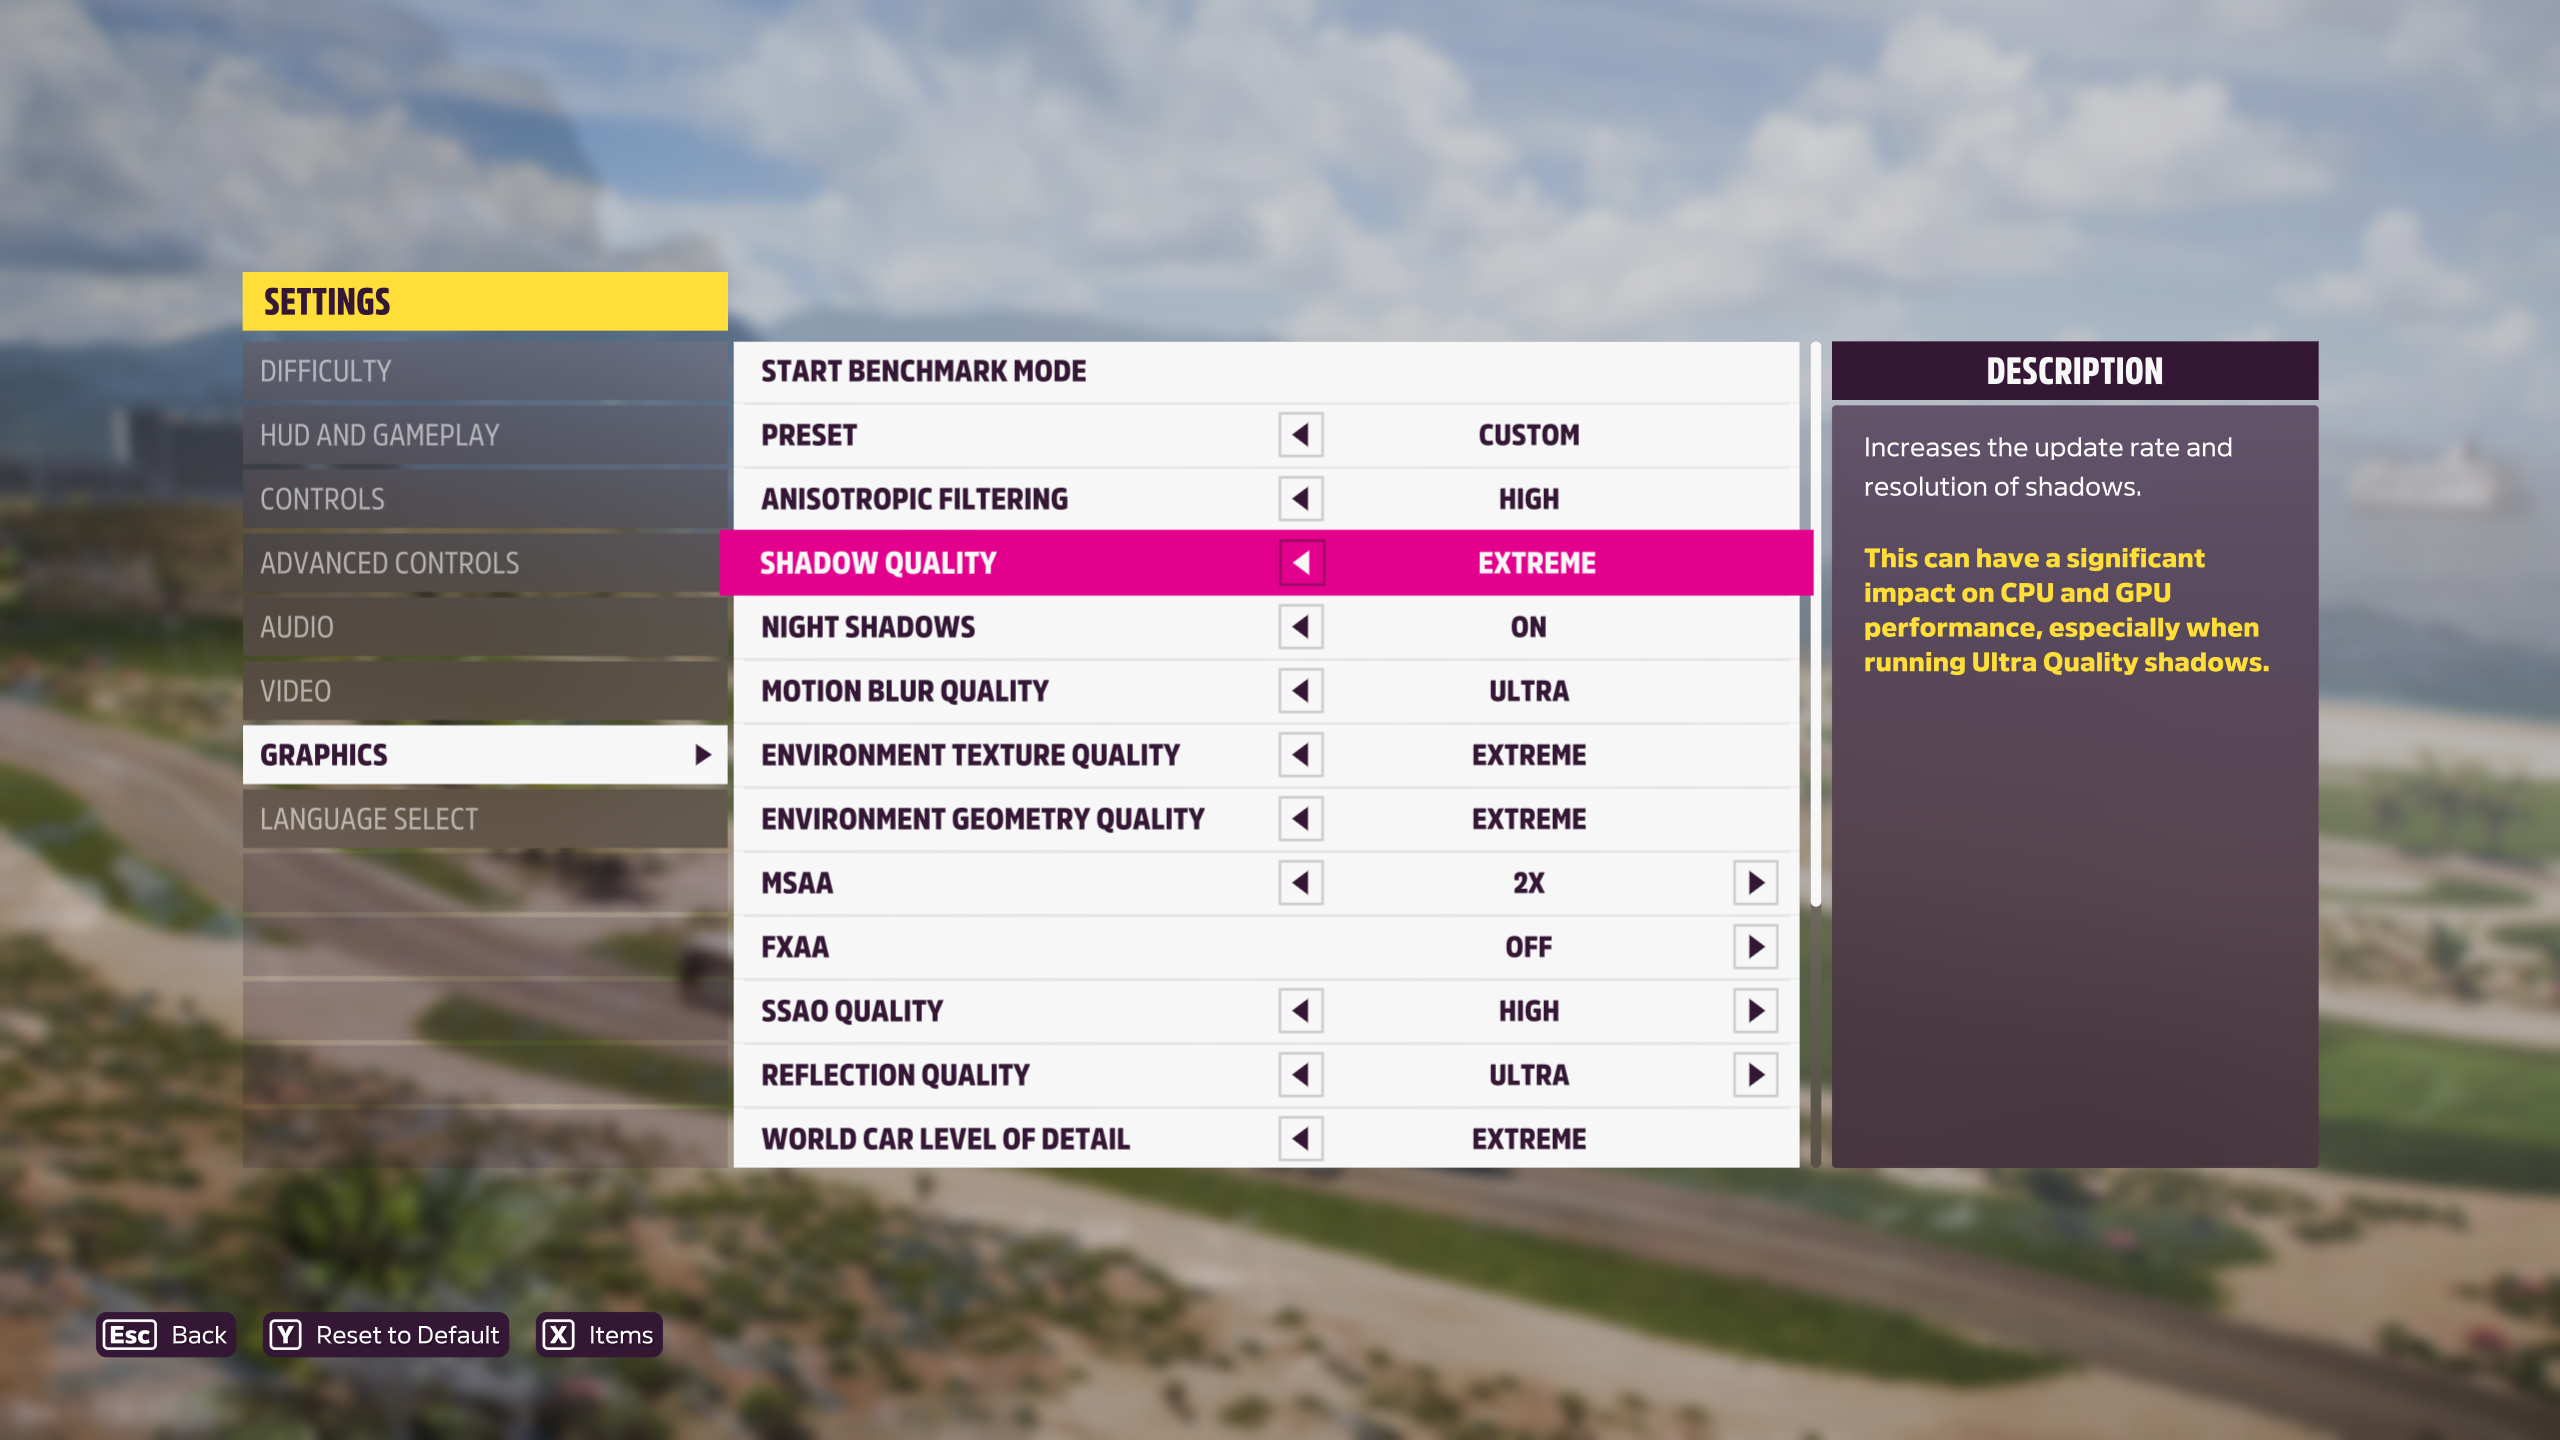 SETTINGS
DIFFICULTY
HUD AND GAMEPLAY
CONTROLS
ADVANCED CONTROLS
AUDIO
VIDEO
GRAPHICS
LANGUAGE SELECT
START BENCHMARK MODE
PRESET CUSTOM
ANISOTROPIC FILTERING HIGH
SHADOW QUALITY EXTREME
NIGHT SHADOWS ON
MOTION BLUR QUALITY ULTRA
ENVIRONMENT TEXTURE QUALITY EXTREME
ENVIRONMENT GEOMETRY QUALITY EXTREME
MSAA 2X
FXAA OFF
SSAO QUALITY HIGH
REFLECTION QUALITY ULTRA
WORLD CAR LEVEL OF DETAIL EXTREME
DESCRIPTION
Increases the update rate and
resolution of shadows.
This can have a significant
impact on CPU and GPU
performance, especially when
running Ultra Quality shadows.
Esc Back Y Reset to Default X Items